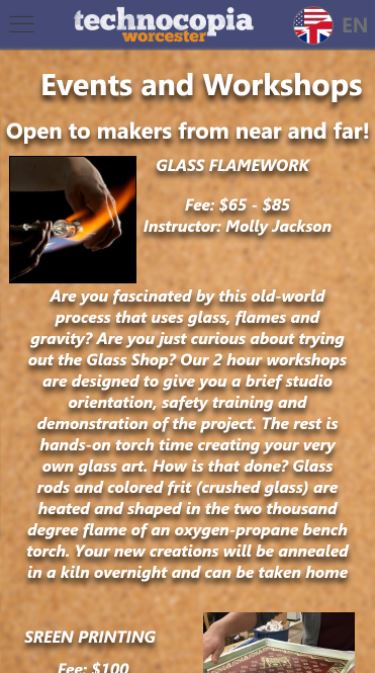 technocopia
worcester
EN
Events and Workshops
Open to makers from near and far!
GLASS FLAMEWORK
Fee: $65 - $85
Instructor: Molly Jackson
Are you fascinated by this old-world
process that uses glass, flames and
gravity? Are you just curious about trying
out the Glass Shop? Our 2 hour workshops
are designed to give you a brief studio
orientation, safety training and
demonstration of the project. The rest is
hands-on torch time creating your very
own glass art. How is that done? Glass
rods and colored frit (crushed glass) are
heated and shaped in the two thousand
degree flame of an oxygen-propane bench
torch. Your new creations will be annealed
in a kiln overnight and can be taken home
SREEN PRINTING
Fee: $100